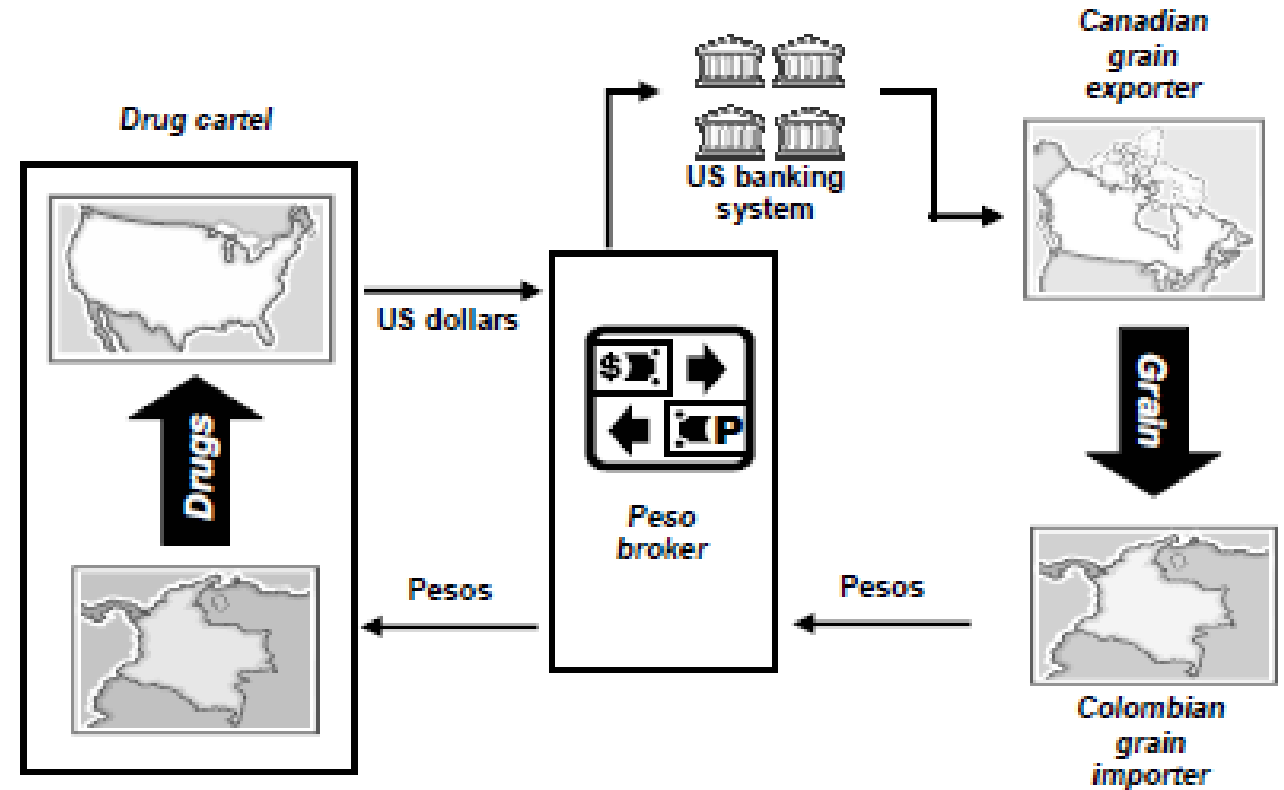 Canadian
grain
exporter
Drug cartel
US banking
system
US dollars
$
P
Drugs
Grain
Peso
broker
Pesos
Pesos
Colombian
grain
importer